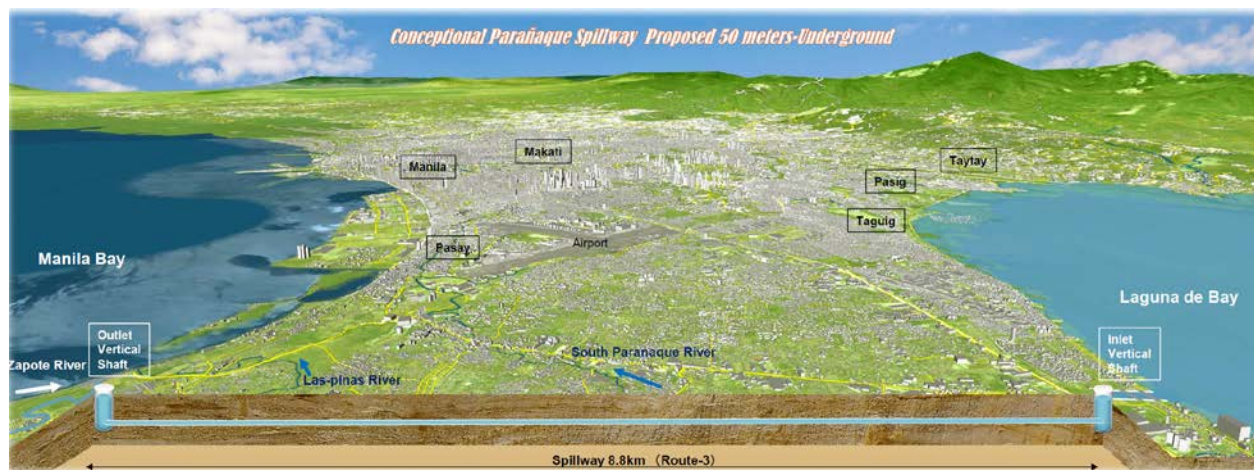 Conceptual Parañaque Spillway Proposed 50 meters-Underground
Makati
Manila
Taytay
Pasig
Taguig
Pasay
Airport
Manila Bay
Laguna de Bay
Outlet
Vertical
Shaft
Inlet
Vertical
Shaft
Zapote River
Las-pinas River
South Paranaque River
Spillway 8.8km (Route-3)